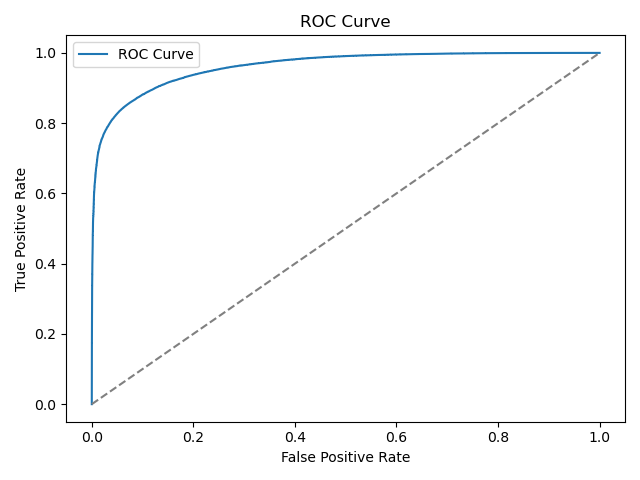 ROC Curve
ROC Curve
1.0
0.8
0.6
0.4
0.2
0.0
True Positive Rate
0.0 0.2 0.4 0.6 0.8 1.0
False Positive Rate